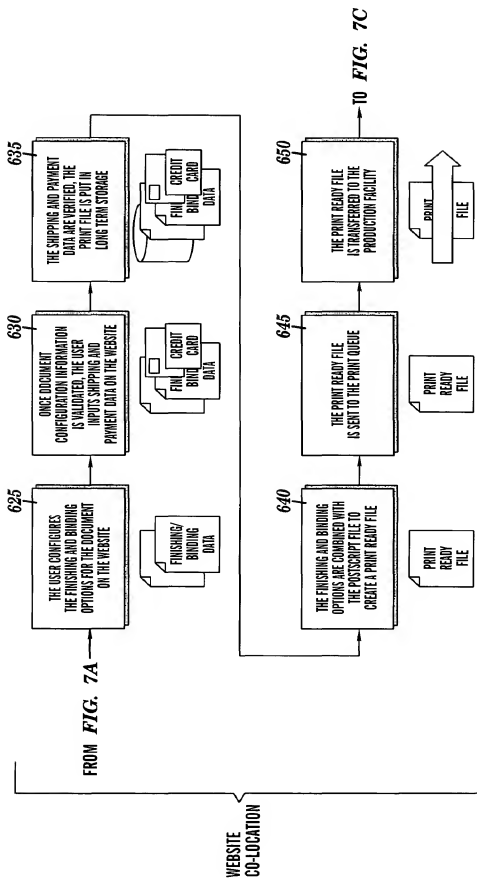 FROM FIG. 7A
625
THE USER CONFIGURES
THE FINISHING AND BINDING
OPTIONS FOR THE DOCUMENT
ON THE WEBSITE
FINISHING/
BINDING
DATA
630
ONCE DOCUMENT
CONFIGURATION INFORMATION
IS VALIDATED, THE USER
INPUTS SHIPPING AND
PAYMENT DATA ON THE WEBSITE
FIN
BIND
DATA
CREDIT
CARD
635
THE SHIPPING AND PAYMENT
DATA ARE VERIFIED, THE
PRINT FILE IS PUT IN
LONG TERM STORAGE
FIN
BIND
DATA
CREDIT
CARD
640
THE FINISHING AND BINDING
OPTIONS ARE COMBINED WITH
THE POSTSCRIPT FILE TO
CREATE A PRINT READY FILE
PRINT
READY
FILE
645
THE PRINT READY FILE
IS SENT TO THE PRINT QUEUE
PRINT
READY
FILE
650
THE PRINT READY FILE
IS TRANSFERRED TO THE
PRODUCTION FACILITY
PRINT
FILE
TO FIG. 7C
WEBSITE
CO-LOCATION